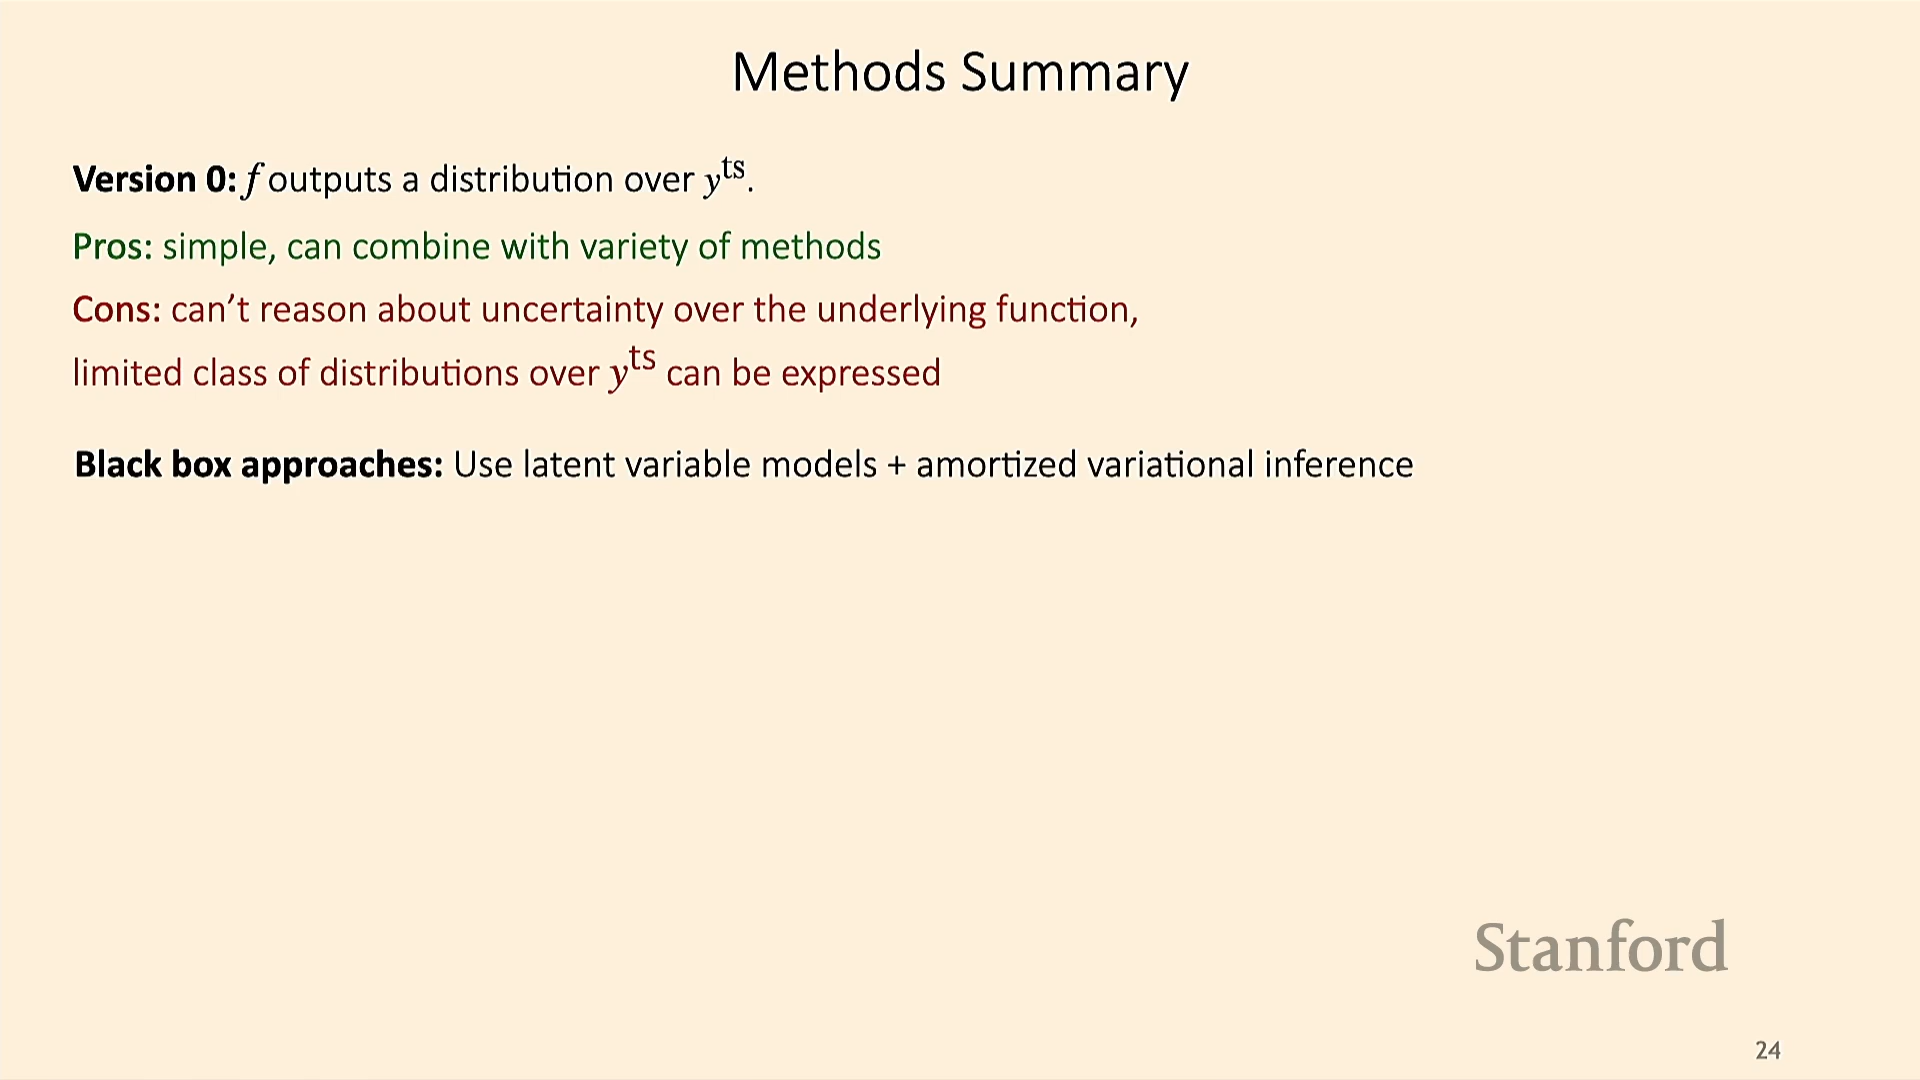 Methods Summary
Version 0: f outputs a distribution over y^ts.
Pros: simple, can combine with variety of methods
Cons: can’t reason about uncertainty over the underlying function,
limited class of distributions over y^ts can be expressed
Black box approaches: Use latent variable models + amortized variational inference
Stanford
24